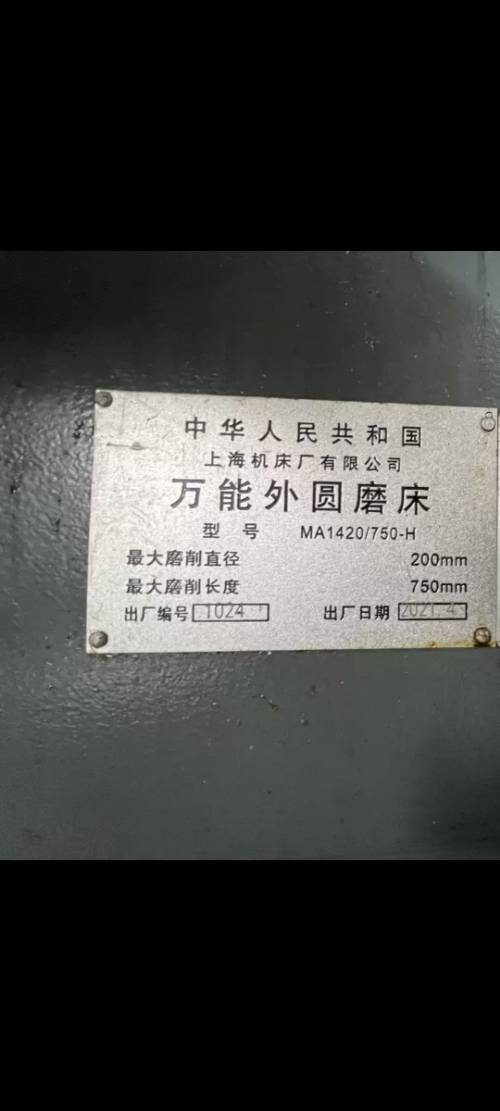 中华人民共和国
上海机床厂有限公司
万能外圆磨床
型号 MA1420/750-H
最大磨削直径 200mm
最大磨削长度 750mm
出厂编号 1024 出厂日期 2021.4